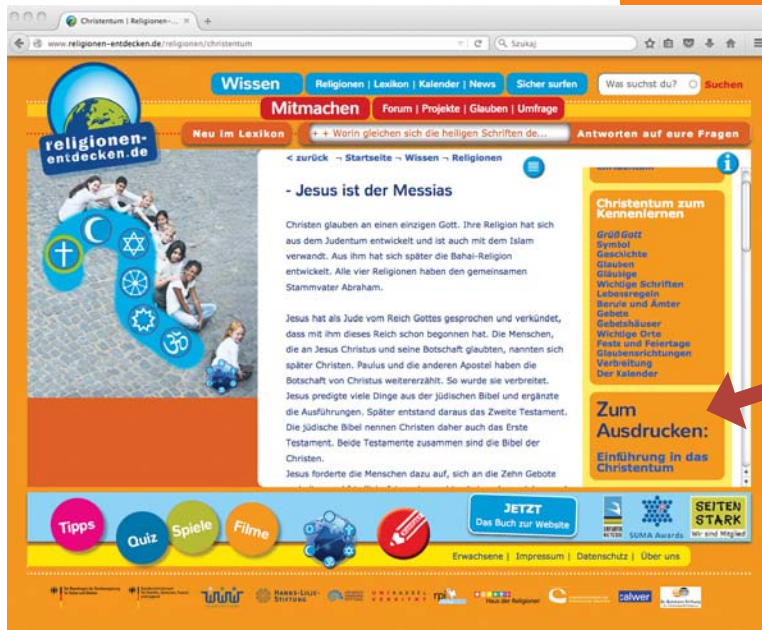 Christentum | Religionen-...
www.religionen-entdecken.de/religionen/christentum
Szukaj
Wissen
Religionen | Lexikon | Kalender | News
Sicher surfen
Was suchst du?
Suchen
Mitmachen
Forum | Projekte | Glauben | Umfrage
Neu im Lexikon
+ + Worin gleichen sich die heiligen Schriften de...
Antworten auf eure Fragen
religionen-
entdecken.de
< zurück ¬ Startseite ¬ Wissen ¬ Religionen
- Jesus ist der Messias
Christen glauben an einen einzigen Gott. Ihre Religion hat sich
aus dem Judentum entwickelt und ist auch mit dem Islam
verwandt. Aus ihm hat sich später die Bahai-Religion
entwickelt. Alle vier Religionen haben den gemeinsamen
Stammvater Abraham.
Jesus hat als Jude vom Reich Gottes gesprochen und verkündet,
dass mit ihm dieses Reich schon begonnen hat. Die Menschen,
die an Jesus Christus und seine Botschaft glaubten, nannten sich
später Christen. Paulus und die anderen Apostel haben die
Botschaft von Christus weitererzählt. So wurde sie verbreitet.
Jesus predigte viele Dinge aus der jüdischen Bibel und ergänzte
die Ausführungen. Später entstand daraus das Zweite Testament.
Die jüdische Bibel nennen Christen daher auch das Erste
Testament. Beide Testamente zusammen sind die Bibel der
Christen.
Jesus forderte die Menschen dazu auf, sich an die Zehn Gebote
Christentum zum
Kennenlernen
Grüß Gott
Symbol
Geschichte
Glauben
Gläubige
Wichtige Schriften
Lebensregeln
Berufe und Ämter
Gebete
Gebetshäuser
Wichtige Orte
Feste und Feiertage
Glaubensrichtungen
Verbreitung
Der Kalender
Zum
Ausdrucken:
Einführung in das
Christentum
Tipps
Quiz
Spiele
Filme
JETZT
Das Buch zur Website
SUMA Awards
SEITEN
STARK
Wir sind Mitglied
Erwachsene | Impressum | Datenschutz | Über uns
HANNS-LILJE-
STIFTUNG
UNIKASSEL
VERSITÄT
rpi
Haus der Religionen
calwer